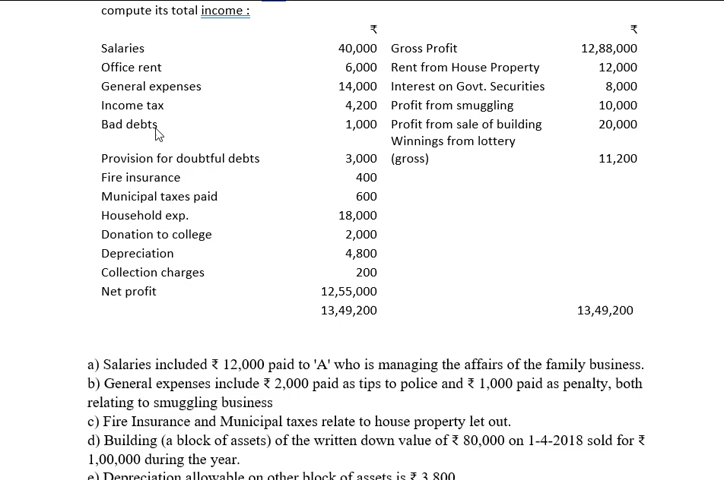 compute its total income :
₹ ₹
Salaries 40,000 Gross Profit 12,88,000
Office rent 6,000 Rent from House Property 12,000
General expenses 14,000 Interest on Govt. Securities 8,000
Income tax 4,200 Profit from smuggling 10,000
Bad debts 1,000 Profit from sale of building 20,000
Winnings from lottery
Provision for doubtful debts 3,000 (gross) 11,200
Fire insurance 400
Municipal taxes paid 600
Household exp. 18,000
Donation to college 2,000
Depreciation 4,800
Collection charges 200
Net profit 12,55,000
13,49,200 13,49,200
a) Salaries included ₹ 12,000 paid to 'A' who is managing the affairs of the family business.
b) General expenses include ₹ 2,000 paid as tips to police and ₹ 1,000 paid as penalty, both
relating to smuggling business
c) Fire Insurance and Municipal taxes relate to house property let out.
d) Building (a block of assets) of the written down value of ₹ 80,000 on 1-4-2018 sold for ₹
1,00,000 during the year.
e) Depreciation allowable on other block of assets is ₹ 3,800